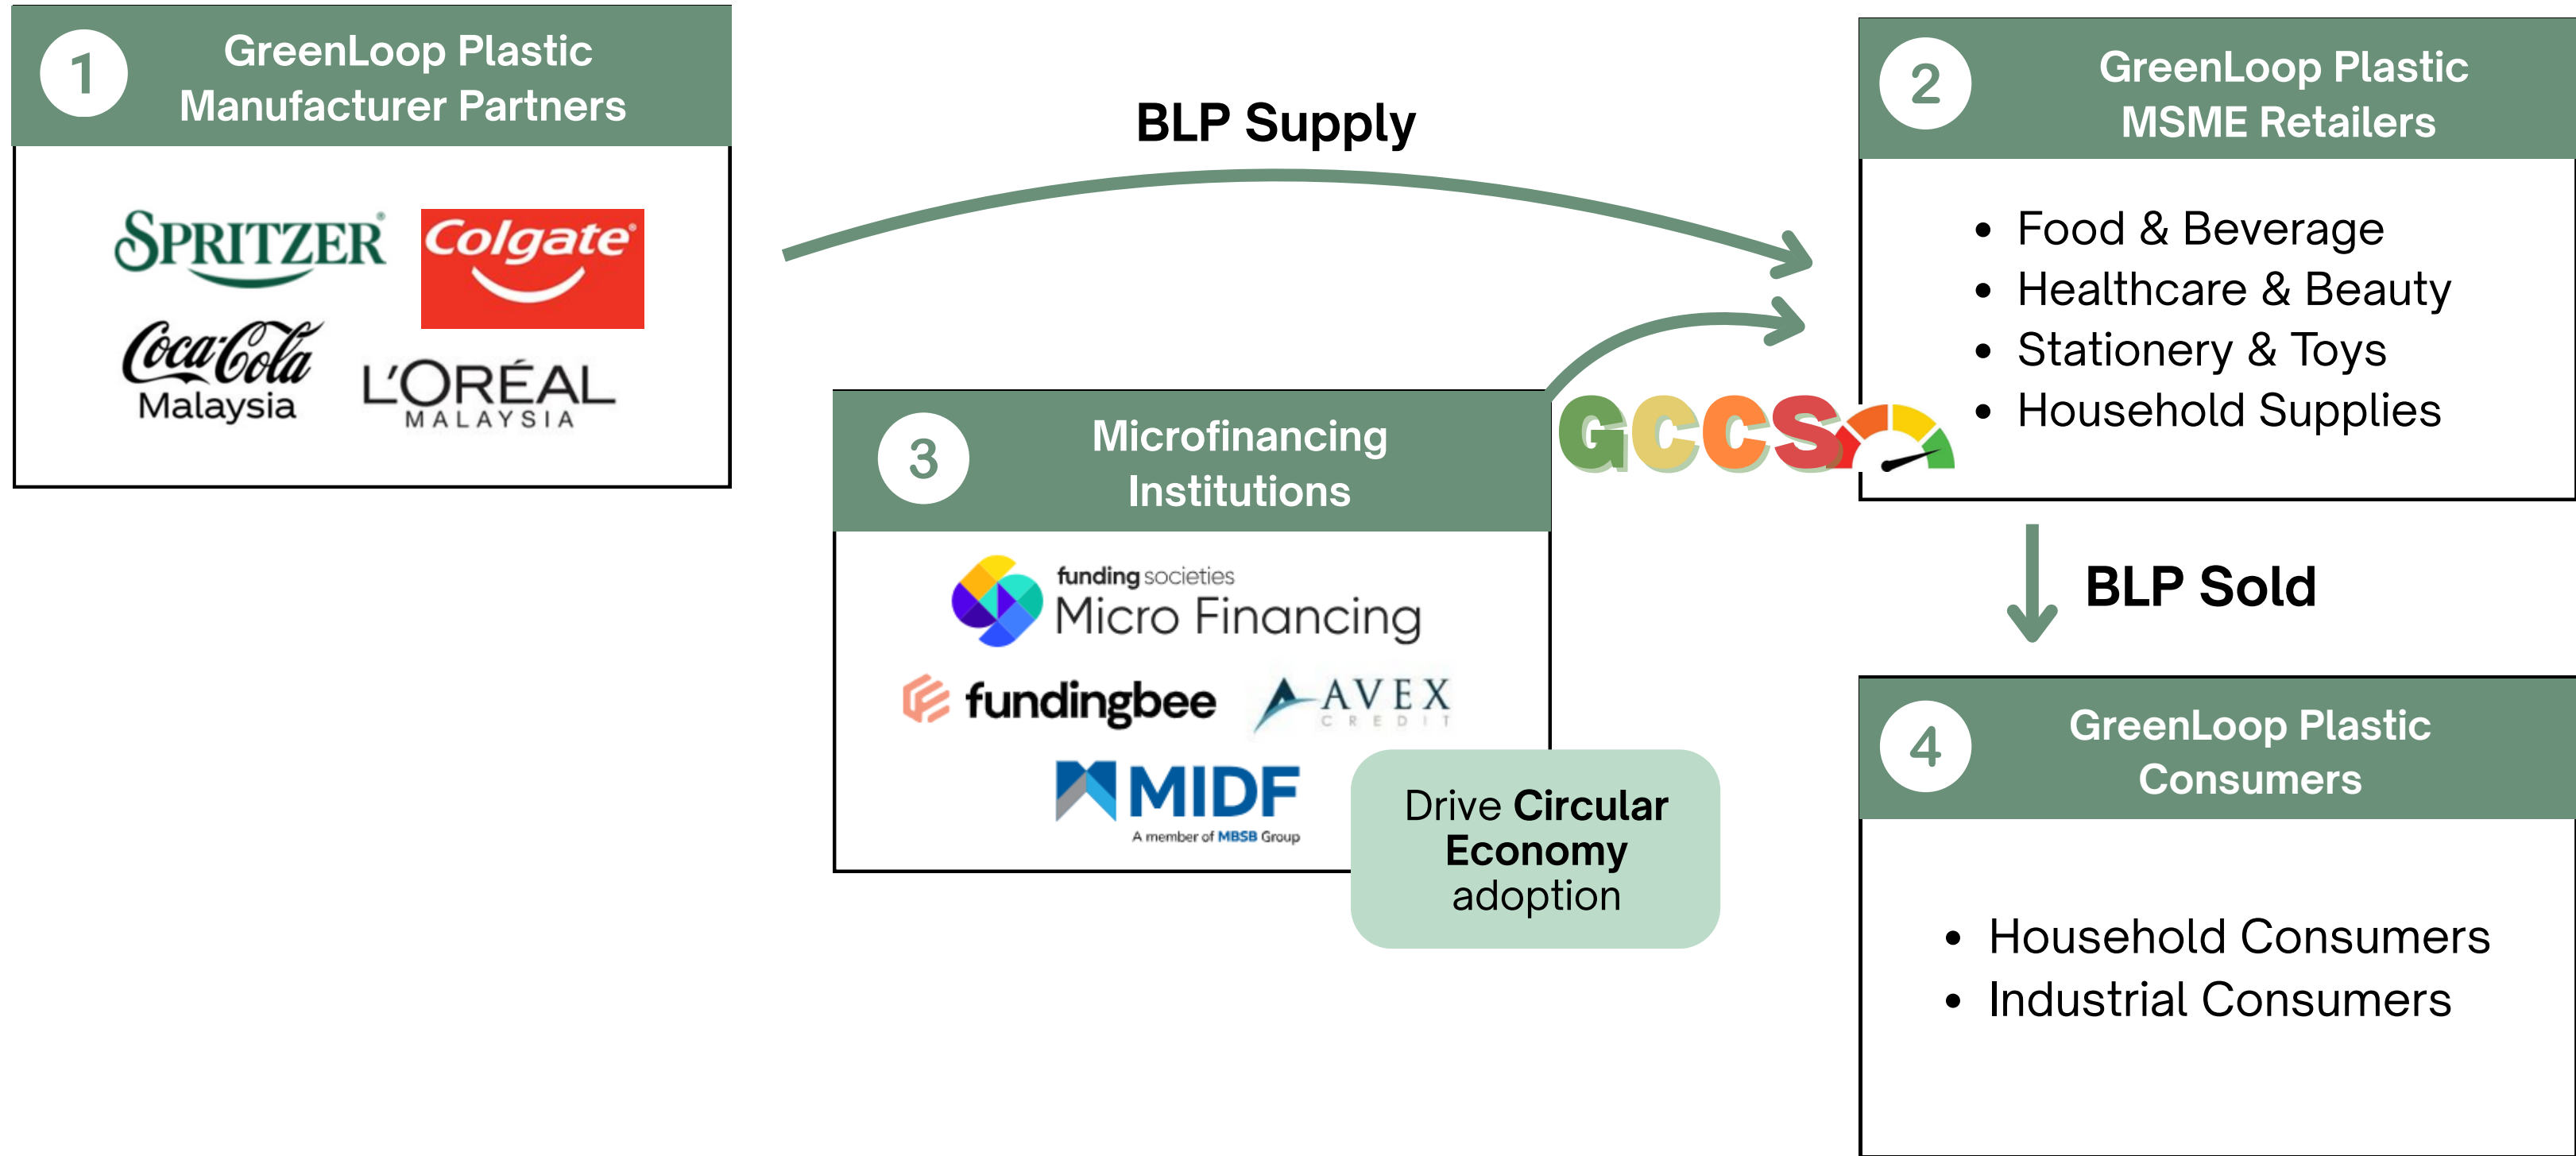 1
GreenLoop Plastic
Manufacturer Partners
SPRITZER®
Colgate®
Coca-Cola
Malaysia
L'ORÉAL
MALAYSIA
BLP Supply
2
GreenLoop Plastic
MSME Retailers
• Food & Beverage
• Healthcare & Beauty
• Stationery & Toys
• Household Supplies
GCCS
3
Microfinancing
Institutions
funding societies
Micro Financing
fundingbee
AVEX
CREDIT
MIDF
A member of MBSB Group
Drive Circular
Economy
adoption
BLP Sold
4
GreenLoop Plastic
Consumers
• Household Consumers
• Industrial Consumers